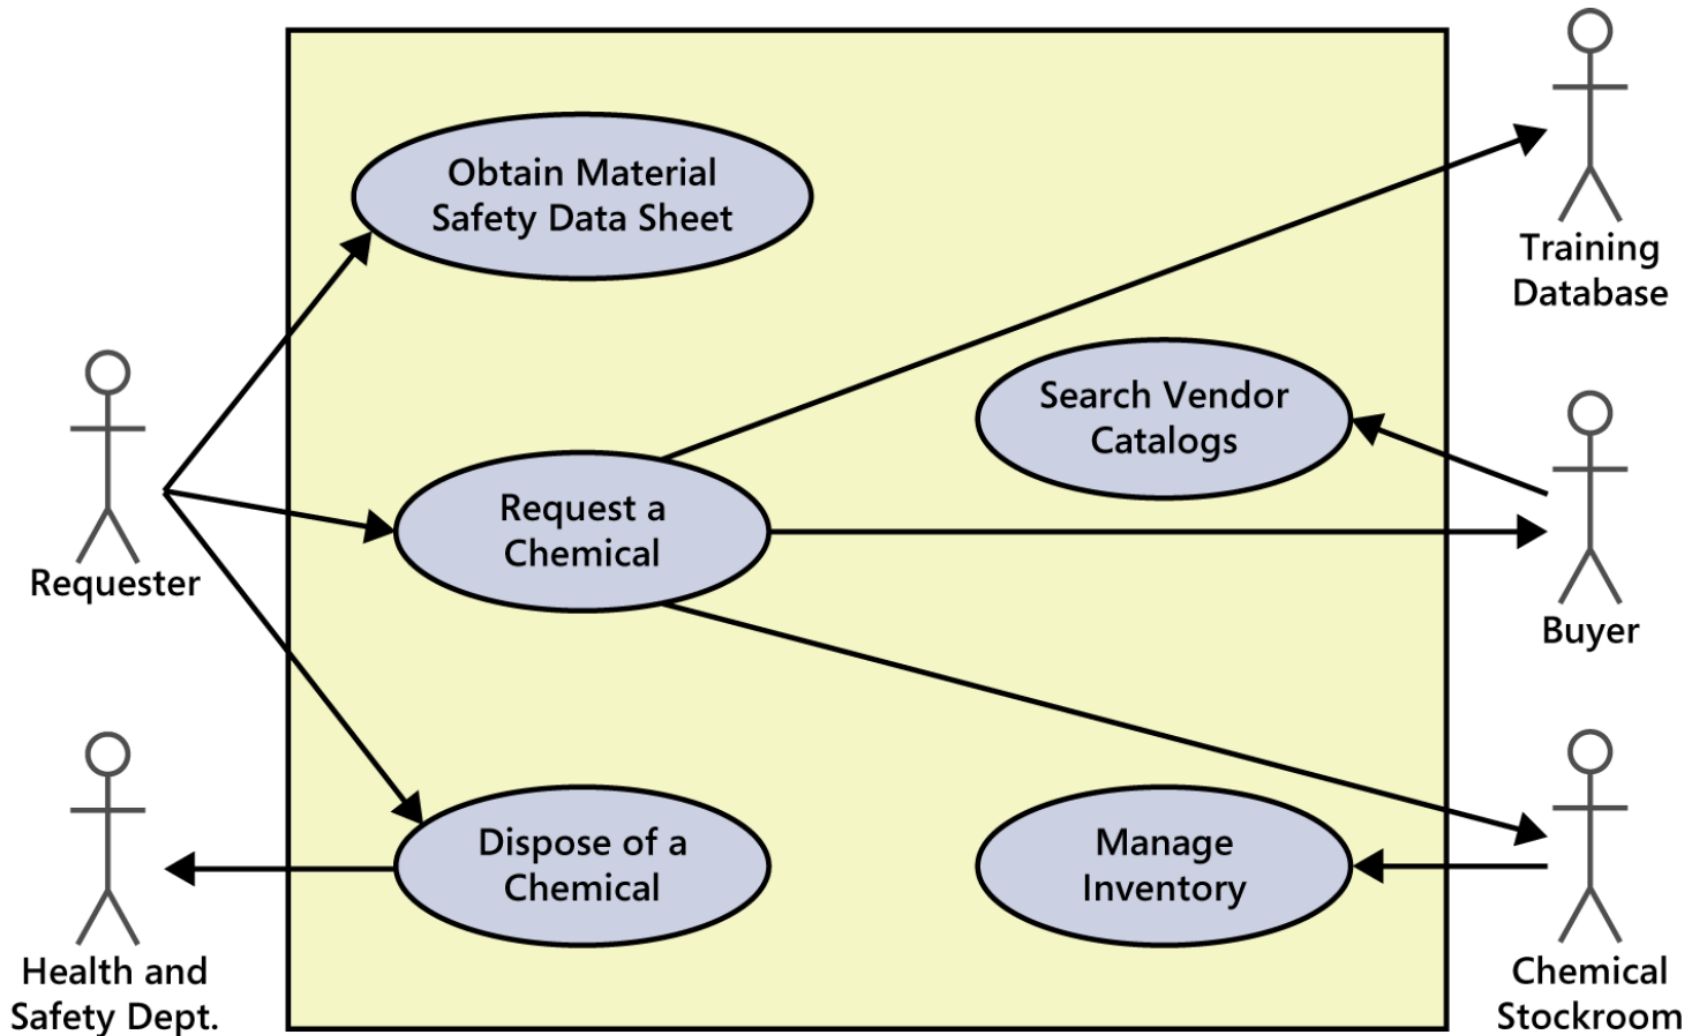 Obtain Material
Safety Data Sheet
Training
Database
Search Vendor
Catalogs
Request a
Chemical
Requester
Buyer
Dispose of a
Chemical
Manage
Inventory
Health and
Safety Dept.
Chemical
Stockroom